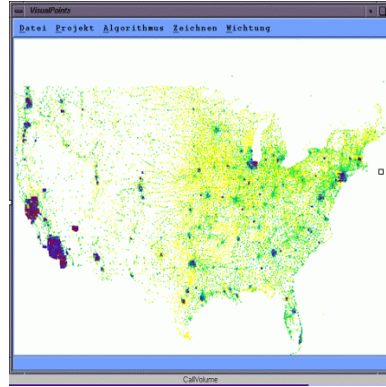 VisualPoints
Datei Projekt Algorithmus Zeichnen Wichtung
CallVolume